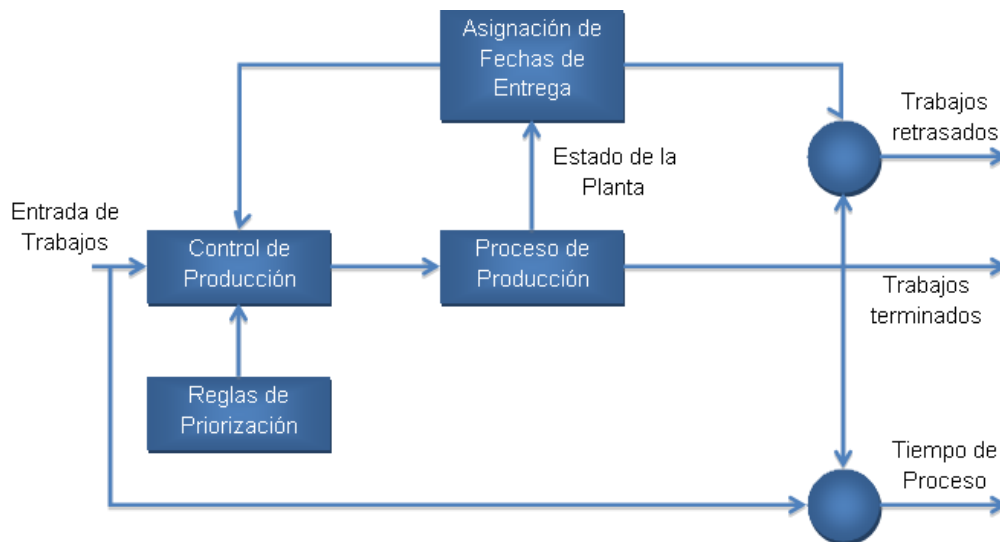 Asignación de
Fechas de
Entrega
Trabajos
retrasados
Estado de la
Planta
Entrada de
Trabajos
Control de
Producción
Proceso de
Producción
Trabajos
terminados
Reglas de
Priorización
Tiempo de
Proceso